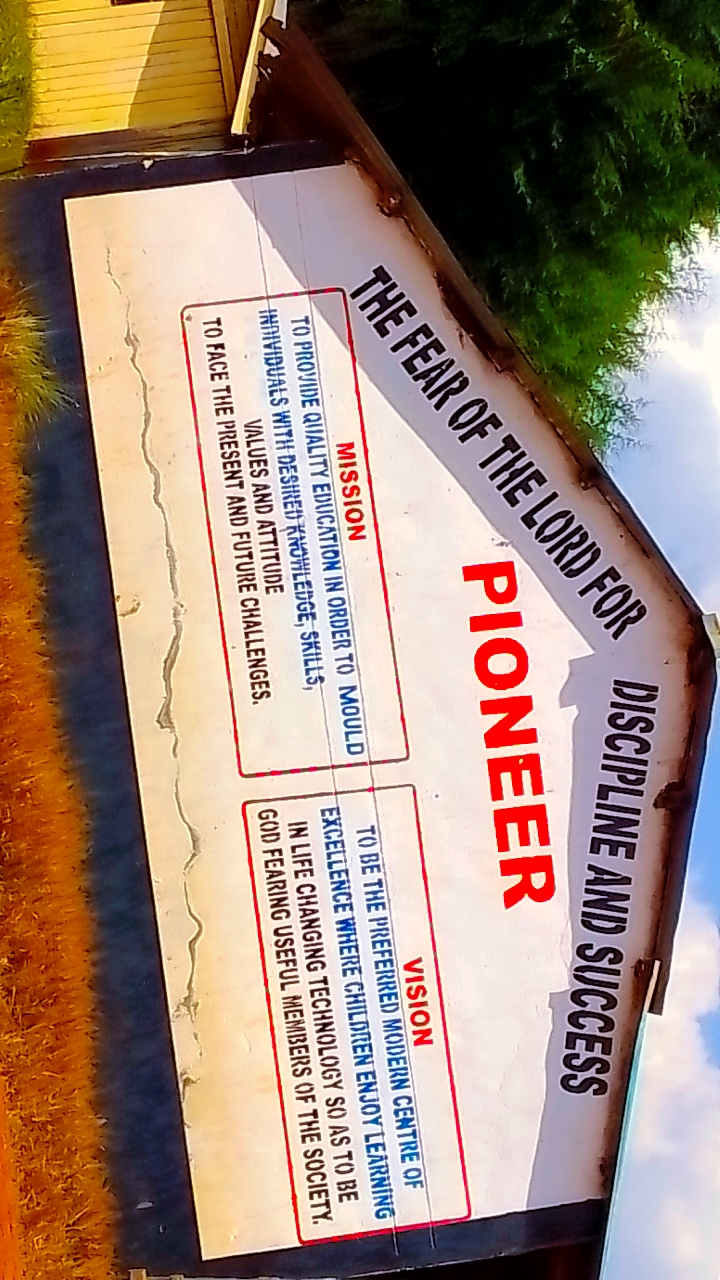 THE FEAR OF THE LORD FOR DISCIPLINE AND SUCCESS
PIONEER
MISSION
TO PROVIDE QUALITY EDUCATION IN ORDER TO MOULD
INDIVIDUALS WITH DESIRED KNOWLEDGE, SKILLS,
VALUES AND ATTITUDE
TO FACE THE PRESENT AND FUTURE CHALLENGES.
VISION
TO BE THE PREFERRED MODERN CENTRE OF
EXCELLENCE WHERE CHILDREN ENJOY LEARNING
IN LIFE CHANGING TECHNOLOGY SO AS TO BE
GOD FEARING USEFUL MEMBERS OF THE SOCIETY.